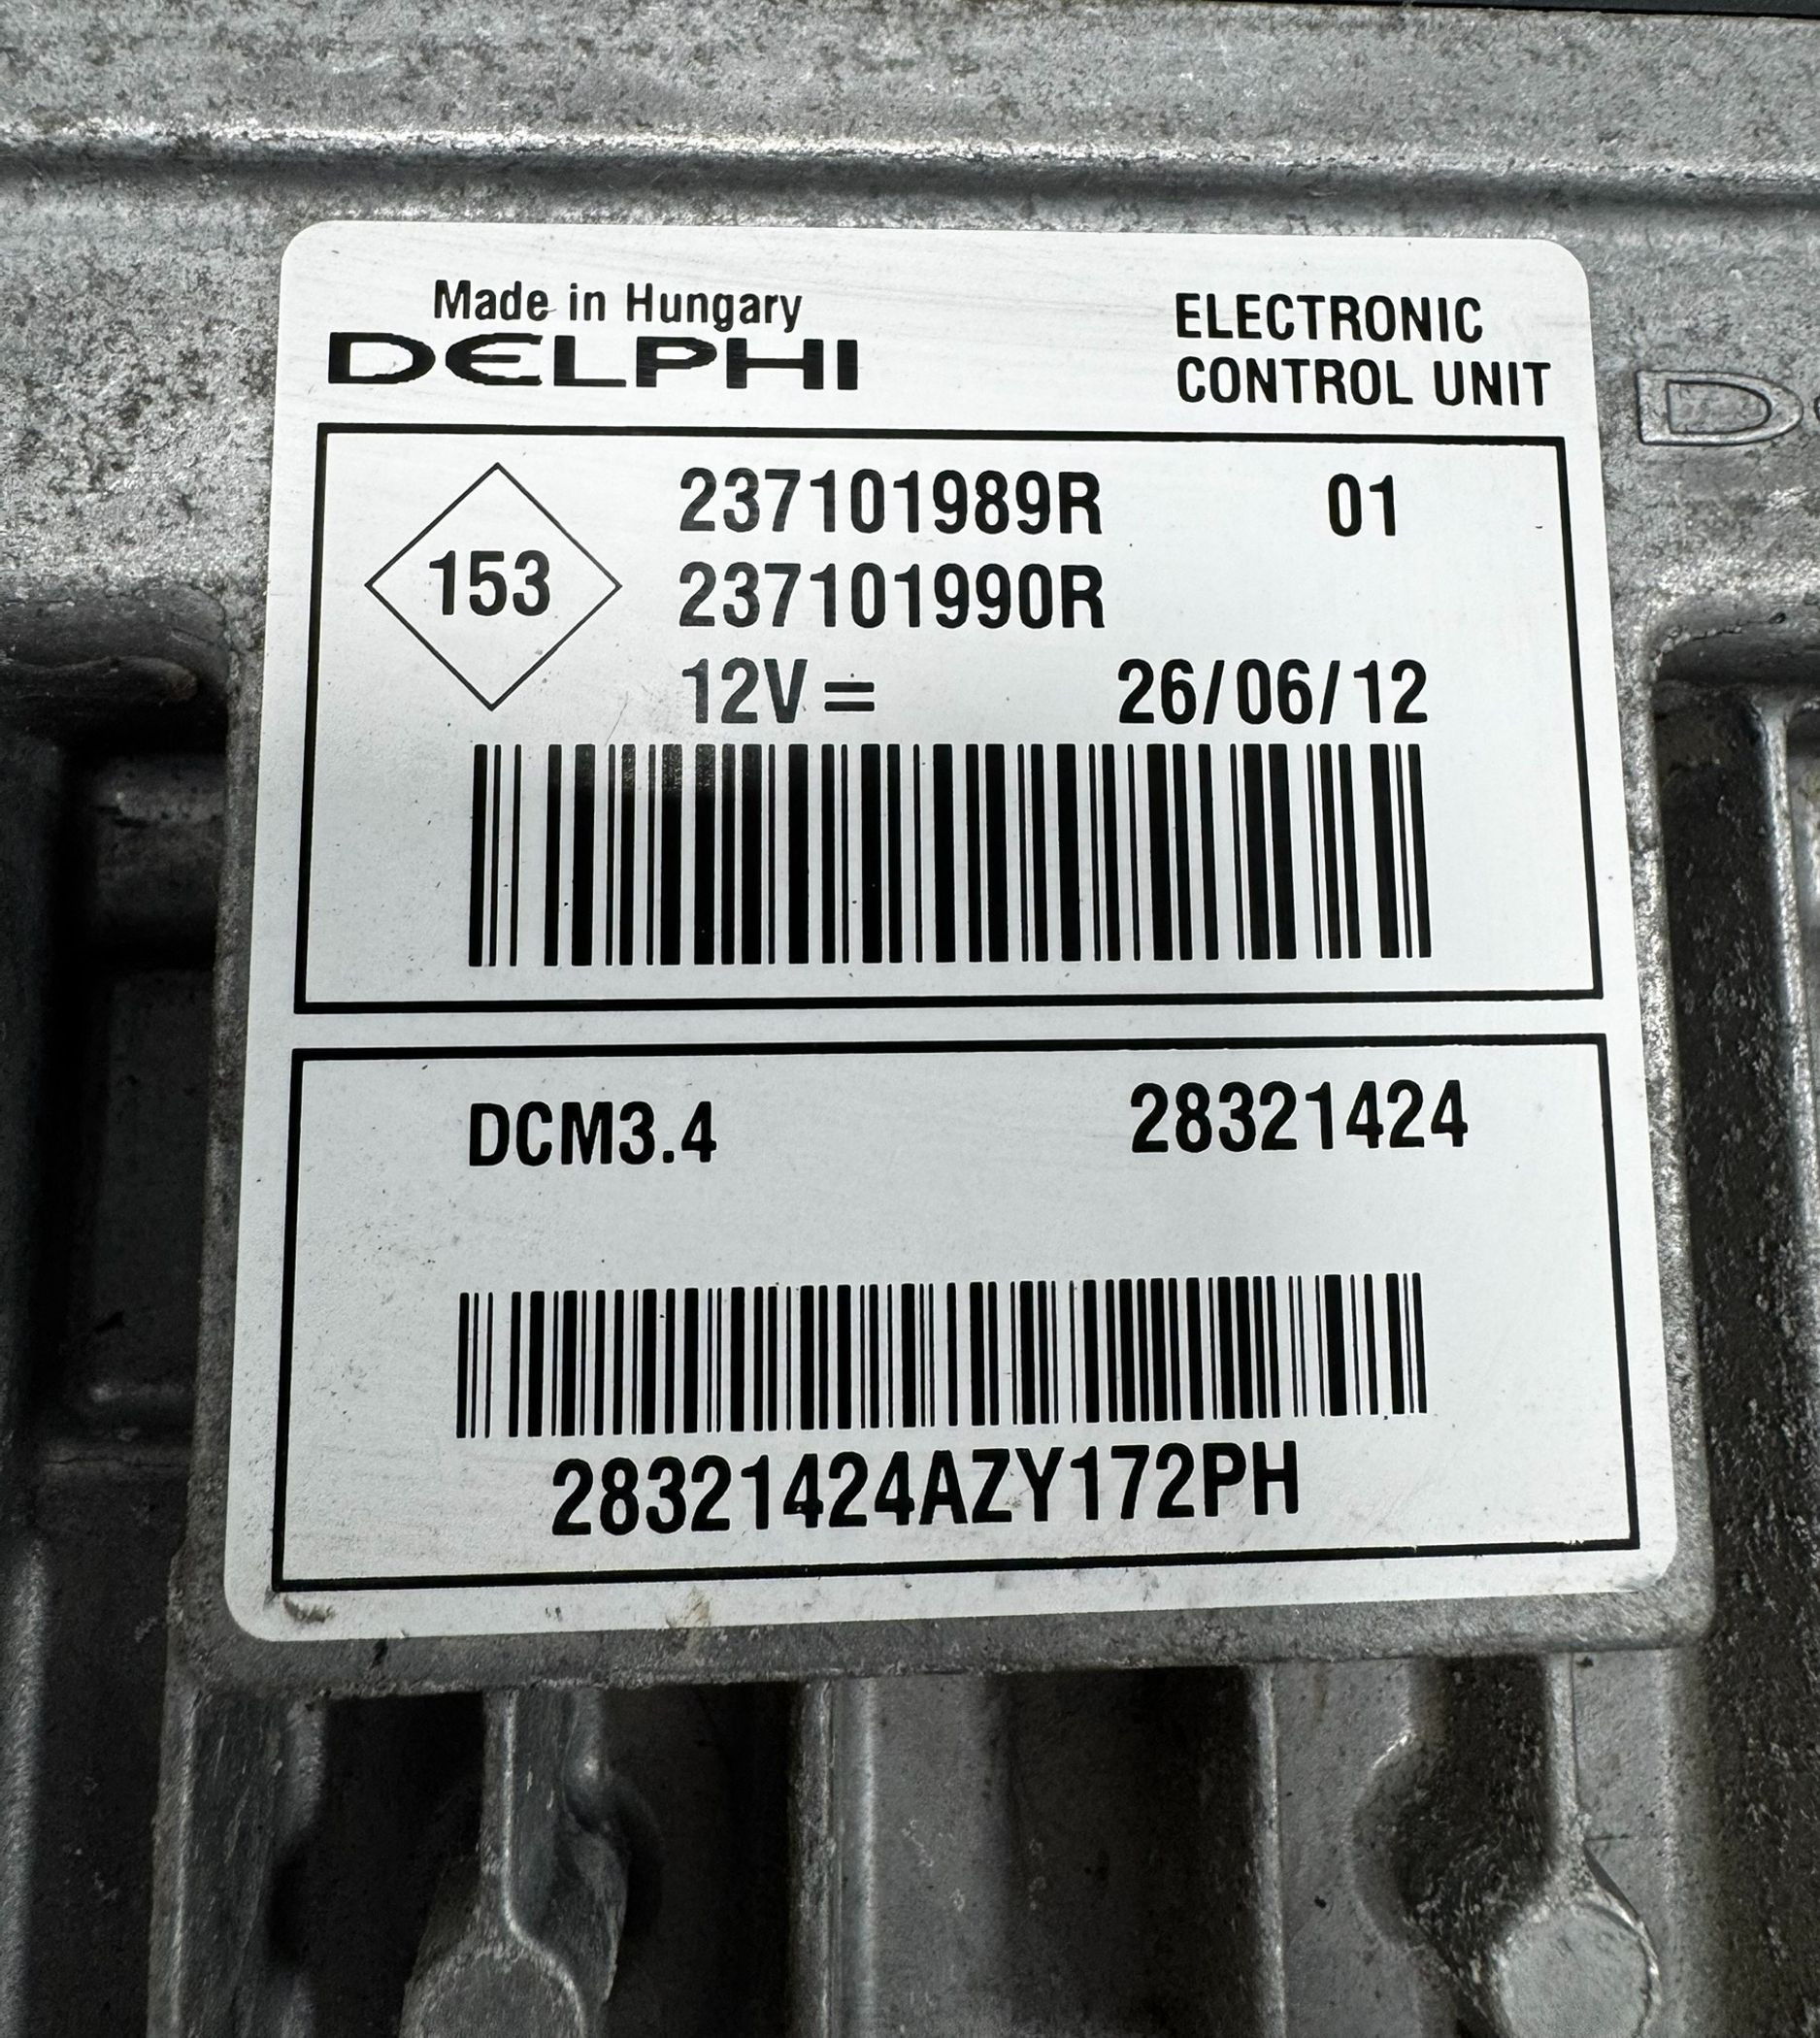 Made in Hungary
DELPHI
ELECTRONIC
CONTROL UNIT
153
237101989R 01
237101990R
12V= 26/06/12
DCM3.4 28321424
28321424AZY172PH